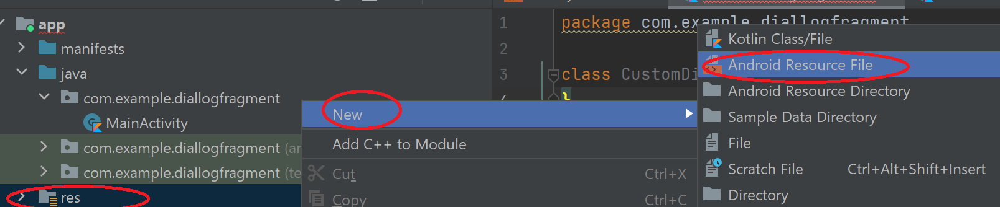 app
manifests
java
com.example.diallogfragment
MainActivity
com.example.diallogfragment (ar
com.example.diallogfragment (te
res
1 package com.example.diallogfragment
2
3 class CustomDi
}
New
Add C++ to Module
Cut Ctrl+X
Copy Ctrl+C
Kotlin Class/File
Android Resource File
Android Resource Directory
Sample Data Directory
File
Scratch File Ctrl+Alt+Shift+Insert
Directory